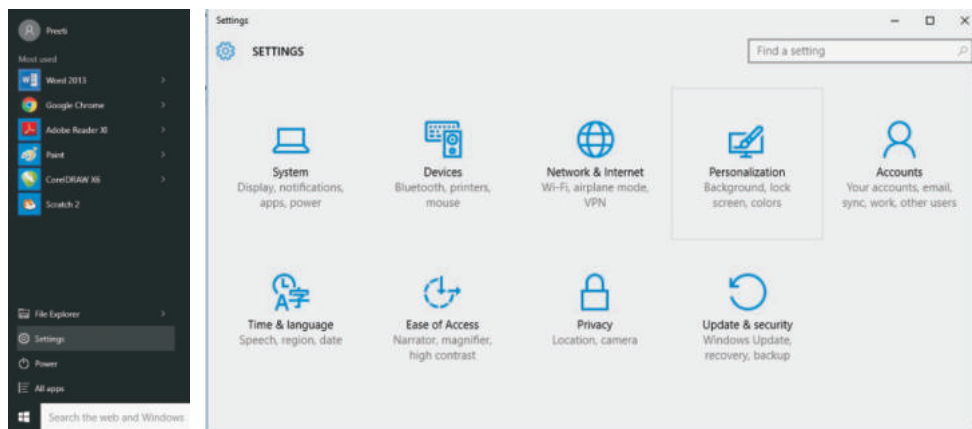 Preeti
Most used
Word 2013
Google Chrome
Adobe Reader XI
Paint
CorelDRAW X6
Scratch 2
File Explorer
Settings
Power
All apps
Search the web and Windows
Settings
SETTINGS
Find a setting
System
Display, notifications,
apps, power
Devices
Bluetooth, printers,
mouse
Network & Internet
Wi-Fi, airplane mode,
VPN
Personalization
Background, lock
screen, colors
Accounts
Your accounts, email,
sync, work, other users
Time & language
Speech, region, date
Ease of Access
Narrator, magnifier,
high contrast
Privacy
Location, camera
Update & security
Windows Update,
recovery, backup